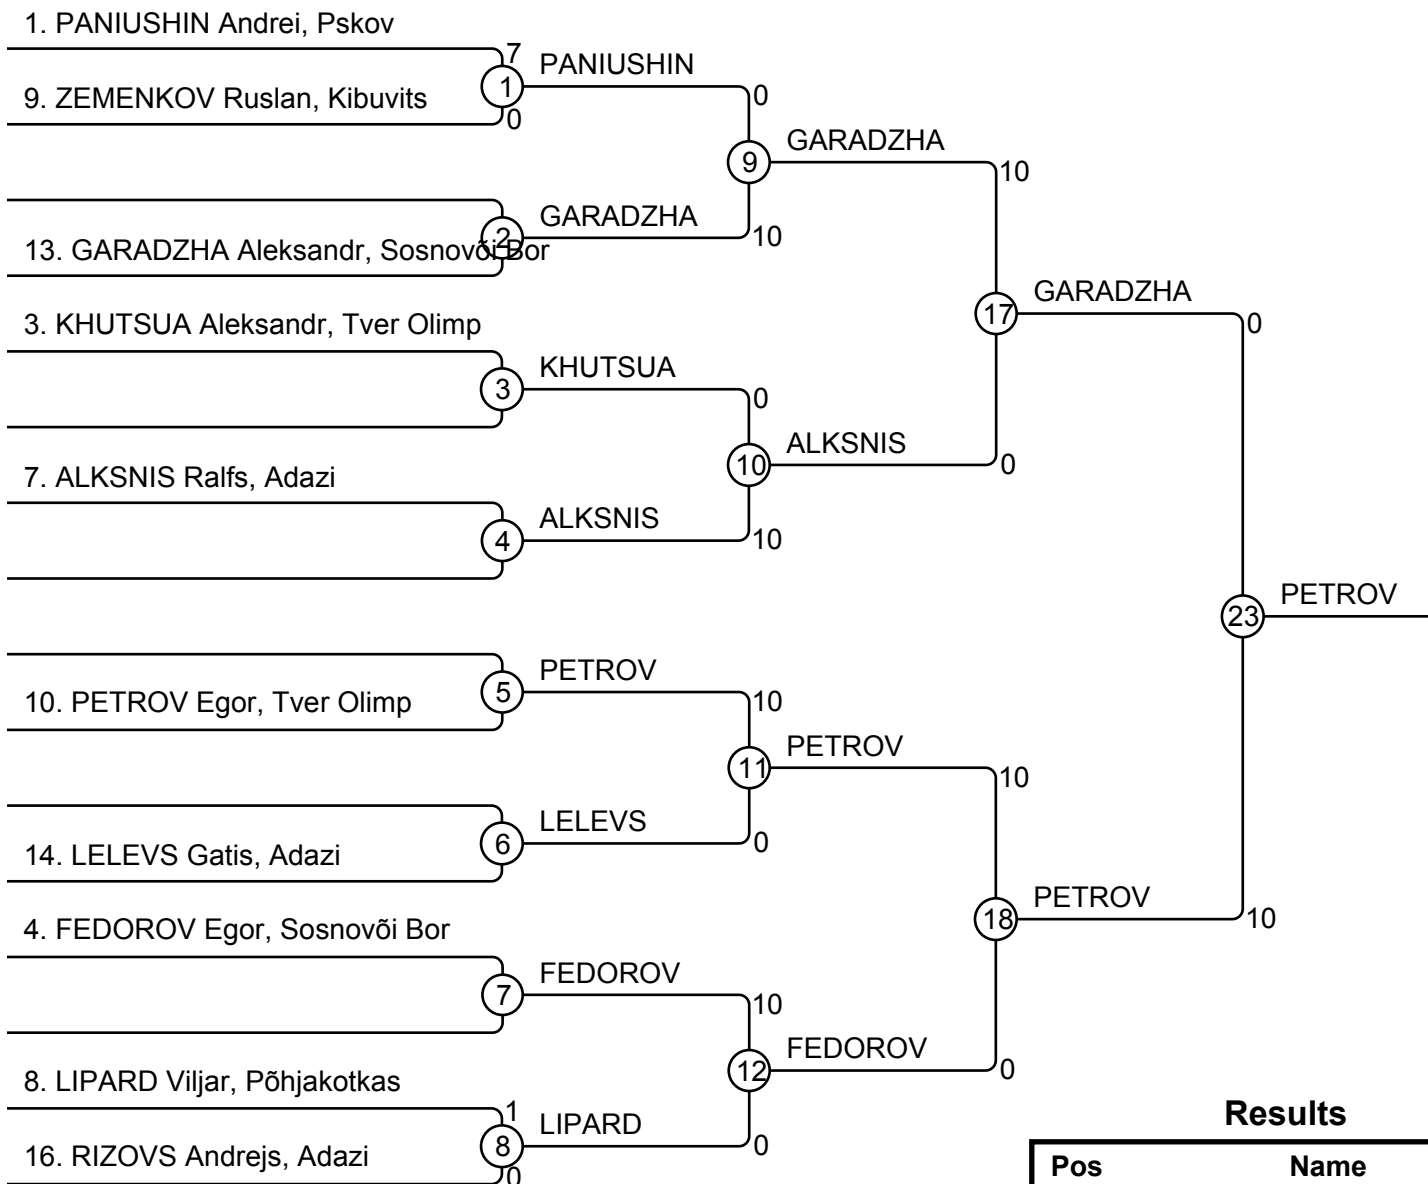 1. PANIUSHIN Andrei, Pskov
7
PANIUSHIN
1
9. ZEMENKOV Ruslan, Kibuvits
0
0
GARADZHA
9
10
GARADZHA
2
10
13. GARADZHA Aleksandr, Sosnovõi Bor
GARADZHA
17
0
3. KHUTSUA Aleksandr, Tver Olimp
KHUTSUA
3
0
ALKSNIS
10
0
7. ALKSNIS Ralfs, Adazi
ALKSNIS
4
10
PETROV
23
PETROV
5
10
10. PETROV Egor, Tver Olimp
PETROV
11
10
LELEVS
6
0
14. LELEVS Gatis, Adazi
PETROV
18
10
4. FEDOROV Egor, Sosnovõi Bor
FEDOROV
7
10
FEDOROV
12
0
8. LIPARD Viljar, Põhjakotkas
1
LIPARD
8
0
16. RIZOVS Andrejs, Adazi
0
Results
Pos Name